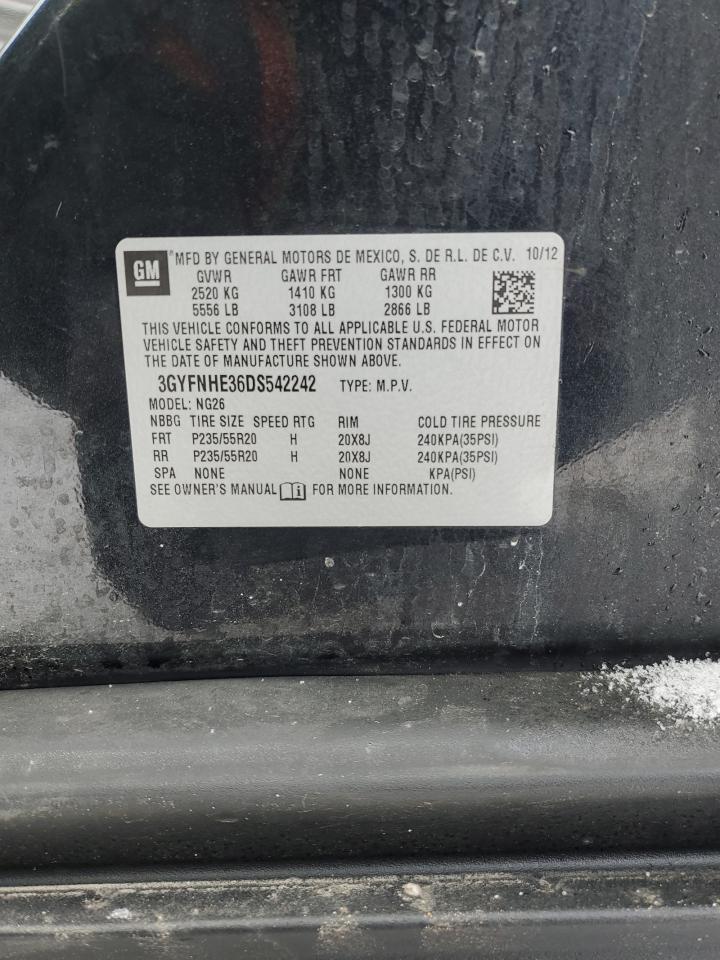 GM ® MFD BY GENERAL MOTORS DE MEXICO, S. DE R.L. DE C.V. 10/12
GVWR GAWR FRT GAWR RR
2520 KG 1410 KG 1300 KG
5556 LB 3108 LB 2866 LB
THIS VEHICLE CONFORMS TO ALL APPLICABLE U.S. FEDERAL MOTOR
VEHICLE SAFETY AND THEFT PREVENTION STANDARDS IN EFFECT ON
THE DATE OF MANUFACTURE SHOWN ABOVE.
3GYFNHE36DS542242 TYPE: M.P.V.
MODEL: NG26
NBBG TIRE SIZE SPEED RTG RIM COLD TIRE PRESSURE
FRT P235/55R20 H 20X8J 240KPA(35PSI)
RR P235/55R20 H 20X8J 240KPA(35PSI)
SPA NONE NONE KPA(PSI)
SEE OWNER'S MANUAL FOR MORE INFORMATION.